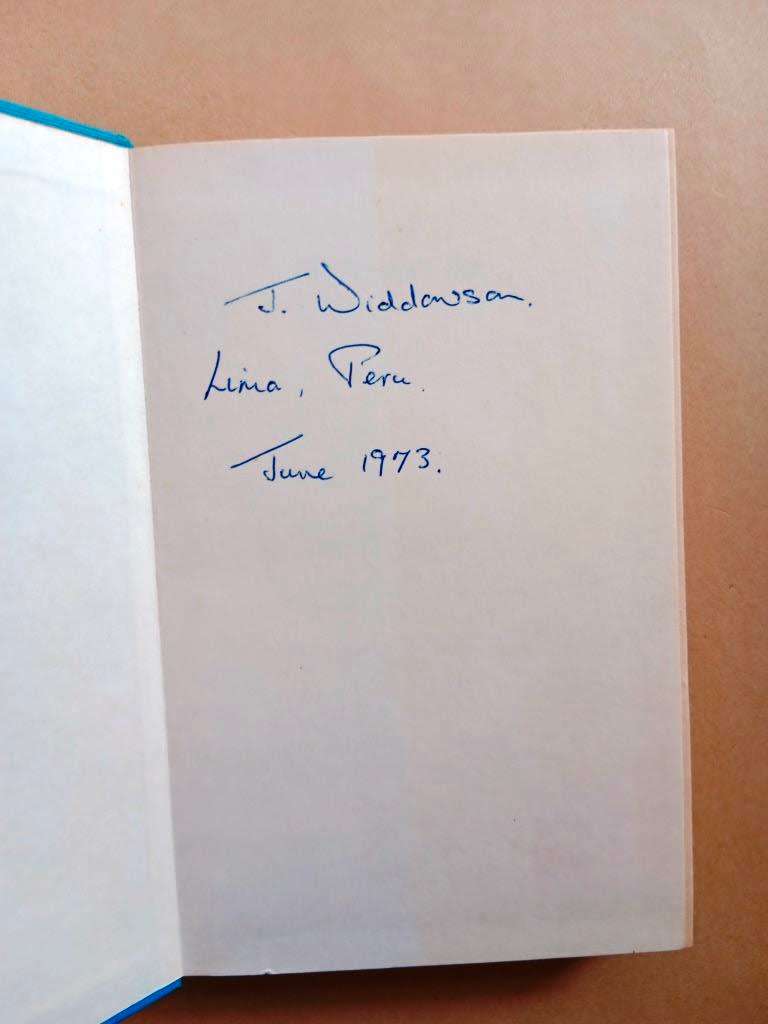 J. Widdowson.
Lima, Peru.
June 1973.